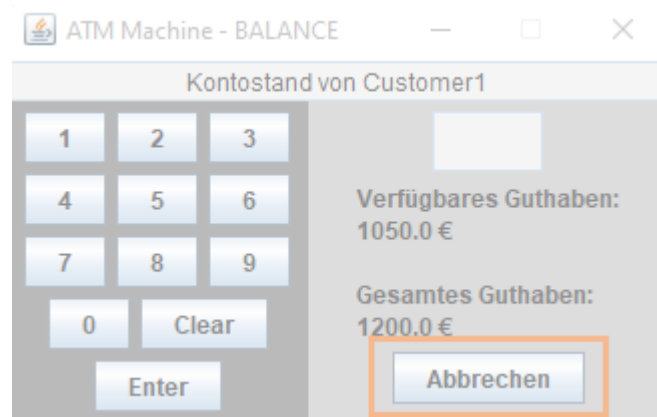 ATM Machine - BALANCE
Kontostand von Customer1
1 2 3
4 5 6
7 8 9
0 Clear
Enter
Verfügbares Guthaben:
1050.0 €
Gesamtes Guthaben:
1200.0 €
Abbrechen